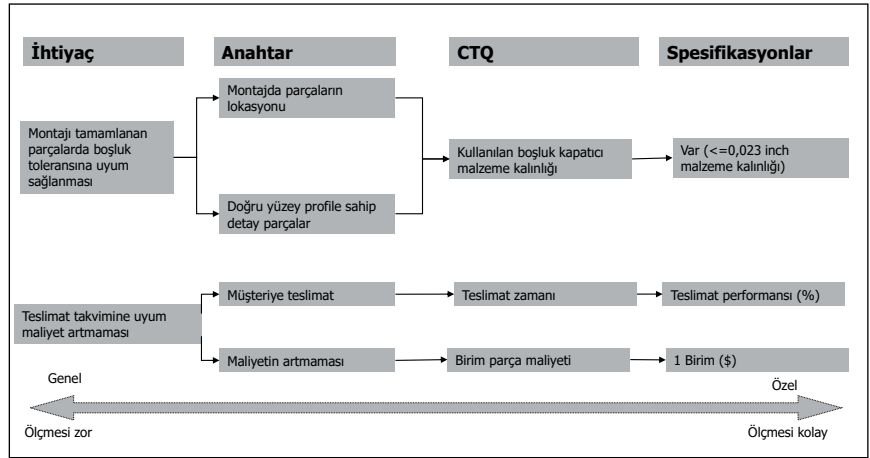 İhtiyaç
Anahtar
CTQ
Spesifikasyonlar
Montajı tamamlanan
parçalarda boşluk
toleransına uyum
sağlanması
Montajda parçaların
lokasyonu
Doğru yüzey profile sahip
detay parçalar
Kullanılan boşluk kapatıcı
malzeme kalınlığı
Var (<=0,023 inch
malzeme kalınlığı)
Teslimat takvimine uyum
maliyet artmaması
Müşteriye teslimat
Teslimat zamanı
Teslimat performansı (%)
Maliyetin artmaması
Birim parça maliyeti
1 Birim ($)
Genel
Özel
Ölçmesi zor
Ölçmesi kolay